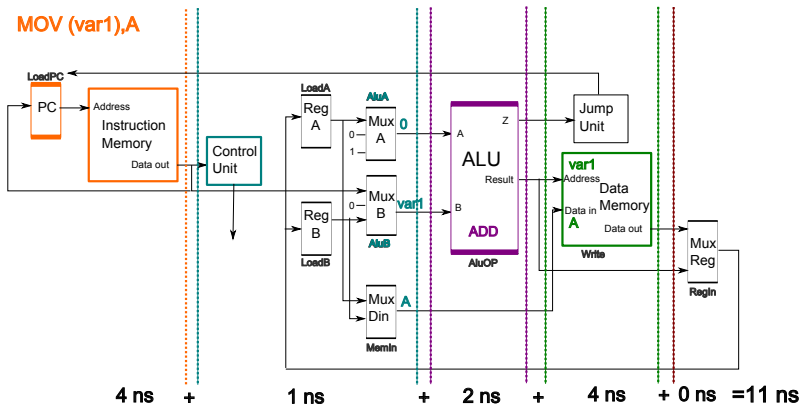 MOV (var1),A
LoadPC
PC
Address
Instruction
Memory
Data out
Control
Unit
LoadA
Reg
A
Reg
B
LoadB
AluA
Mux
A
0
0
1
Mux
B
var1
0
AluB
Mux
Din
A
MemIn
A
Z
ALU
Result
B
ADD
AluOP
Jump
Unit
var1
Address
Data
Memory
Data in
A
Data out
Write
Mux
Reg
RegIn
4 ns + 1 ns + 2 ns + 4 ns + 0 ns =11 ns